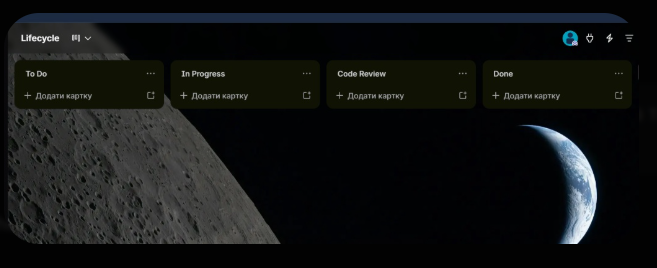 Lifecycle
To Do
+ Додати картку
In Progress
+ Додати картку
Code Review
+ Додати картку
Done
+ Додати картку